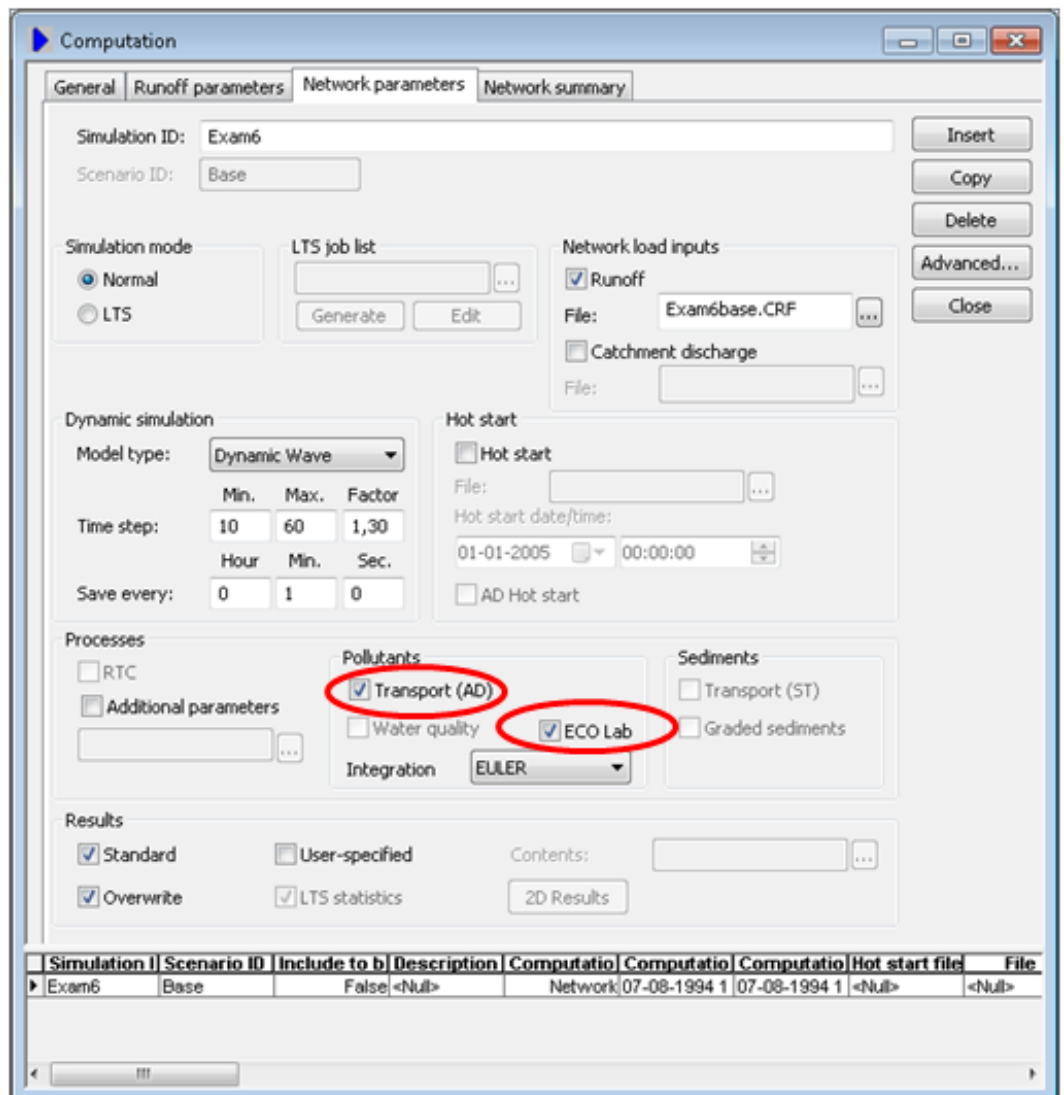 Computation
General Runoff parameters Network parameters Network summary
Simulation ID: Exam6 Insert
Scenario ID: Base Copy
Delete
Simulation mode LTS job list Network load inputs Advanced...
Normal ... Runoff
LTS Generate Edit File: Exam6base.CRF ... Close
Catchment discharge
File: ...
Dynamic simulation Hot start
Model type: Dynamic Wave Hot start
Min. Max. Factor File: ...
Time step: 10 60 1,30 Hot start date/time:
Hour Min. Sec. 01-01-2005 00:00:00
Save every: 0 1 0 AD Hot start
Processes Pollutants Sediments
RTC Transport (AD) Transport (ST)
Additional parameters Water quality ECO Lab Graded sediments
... Integration EULER
Results
Standard User-specified Contents: ...
Overwrite LTS statistics 2D Results
Simulation I Scenario ID Include to b Description Computatio Computatio Computatio Hot start file File
Exam6 Base False <Null> Network 07-08-1994 1 07-08-1994 1 <Null> <Null>